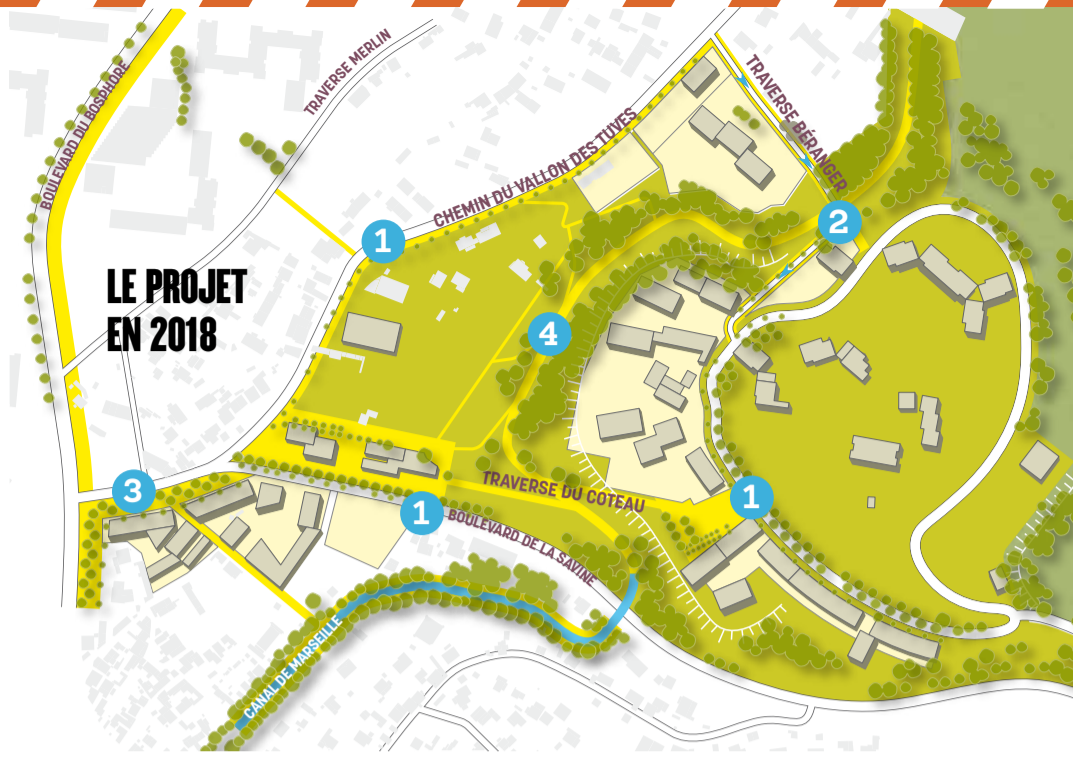 BOULEVARD DU BOSPHORE
TRAVERSE MERLIN
CHEMIN DU VALLON DES TUVES
TRAVERSE BÉRANGER
1
2
LE PROJET
EN 2018
4
TRAVERSE DU COTEAU
3
1
1
BOULEVARD DE LA SAVINE
CANAL DE MARSEILLE